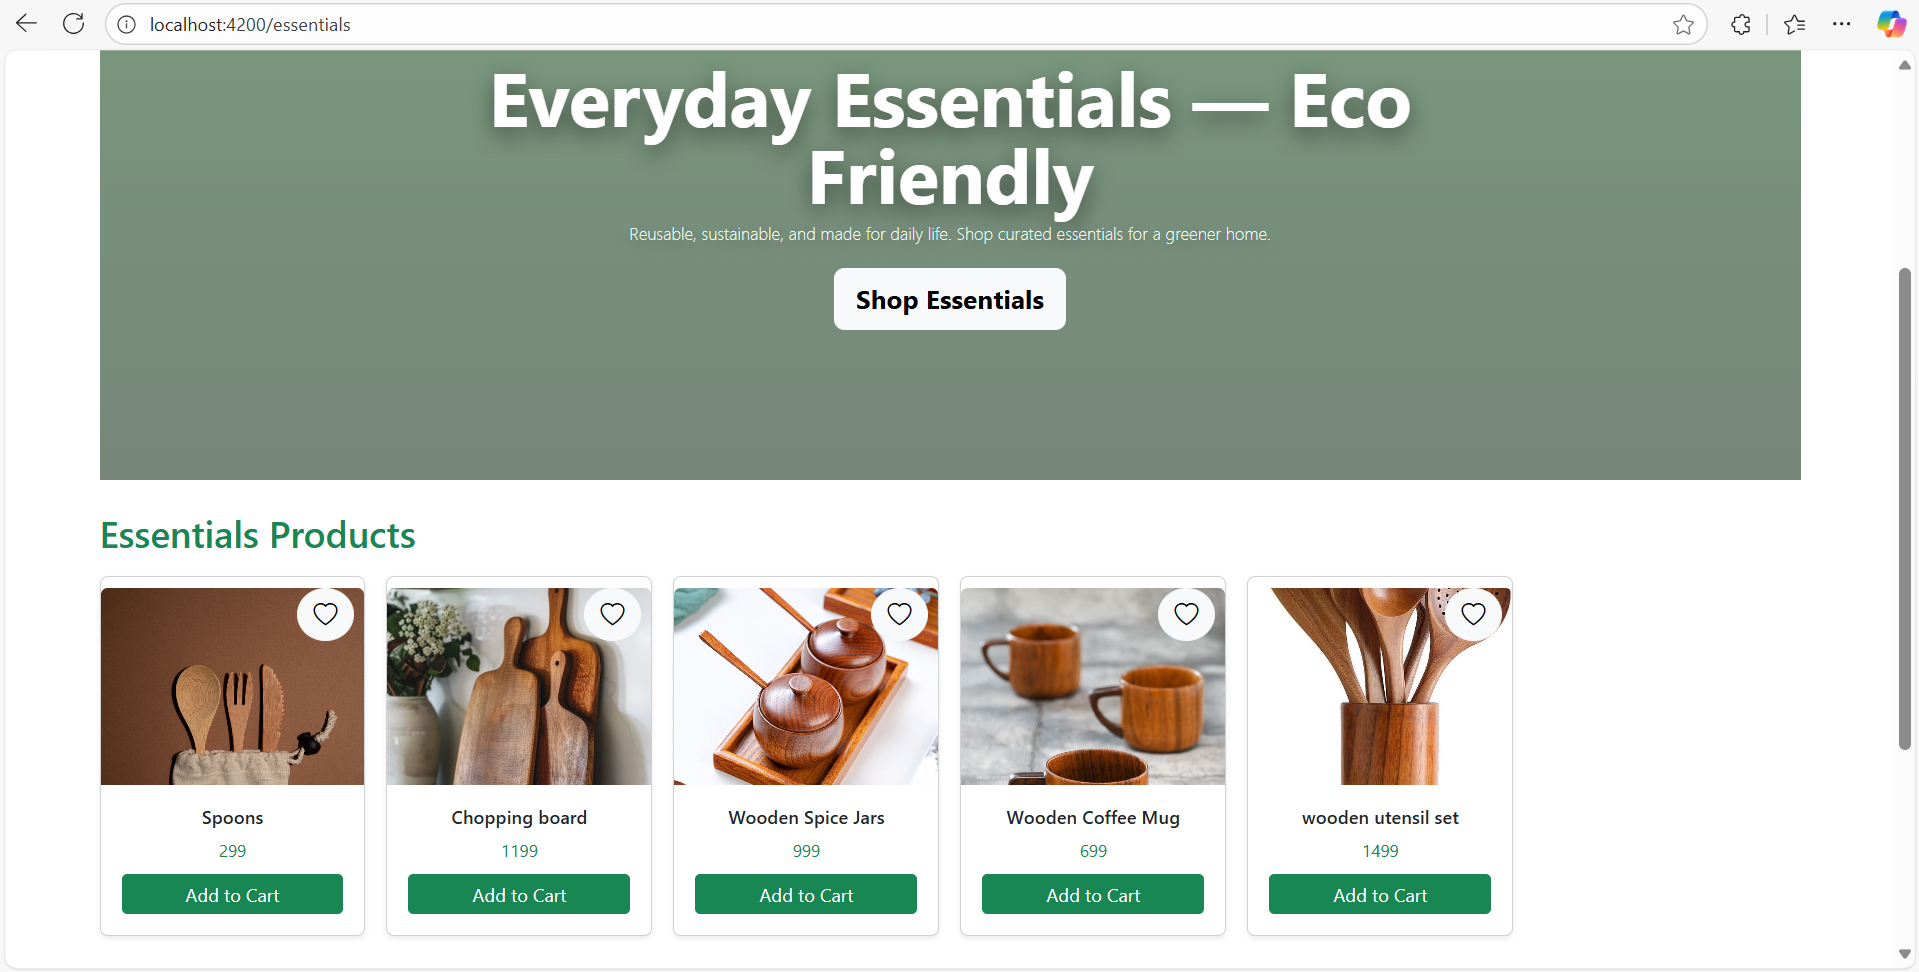 localhost:4200/essentials
Everyday Essentials — Eco
Friendly
Reusable, sustainable, and made for daily life. Shop curated essentials for a greener home.
Shop Essentials
Essentials Products
Spoons
299
Add to Cart
Chopping board
1199
Add to Cart
Wooden Spice Jars
999
Add to Cart
Wooden Coffee Mug
699
Add to Cart
wooden utensil set
1499
Add to Cart